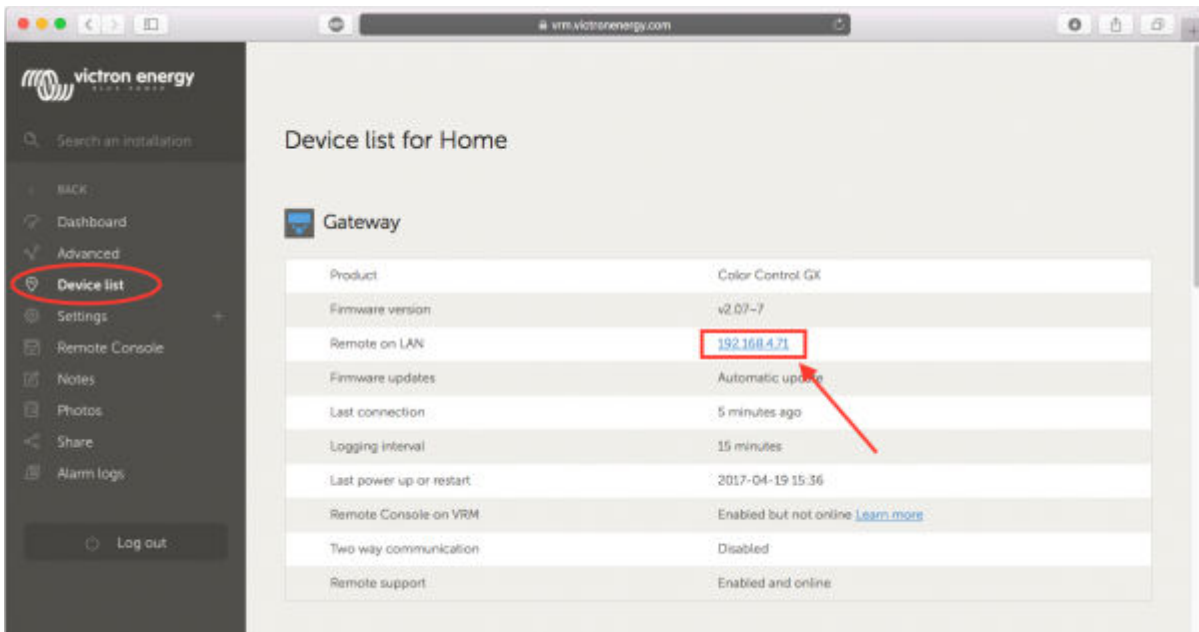 vrm.victronenergy.com
victron energy
BLUE POWER
Search an installation
BACK
Dashboard
Advanced
Device list
Settings
Remote Console
Notes
Photos
Share
Alarm logs
Log out
Device list for Home
Gateway
Product Color Control GX
Firmware version v2.07~7
Remote on LAN 192.168.4.71
Firmware updates Automatic update
Last connection 5 minutes ago
Logging interval 15 minutes
Last power up or restart 2017-04-19 15:36
Remote Console on VRM Enabled but not online Learn more
Two way communication Disabled
Remote support Enabled and online